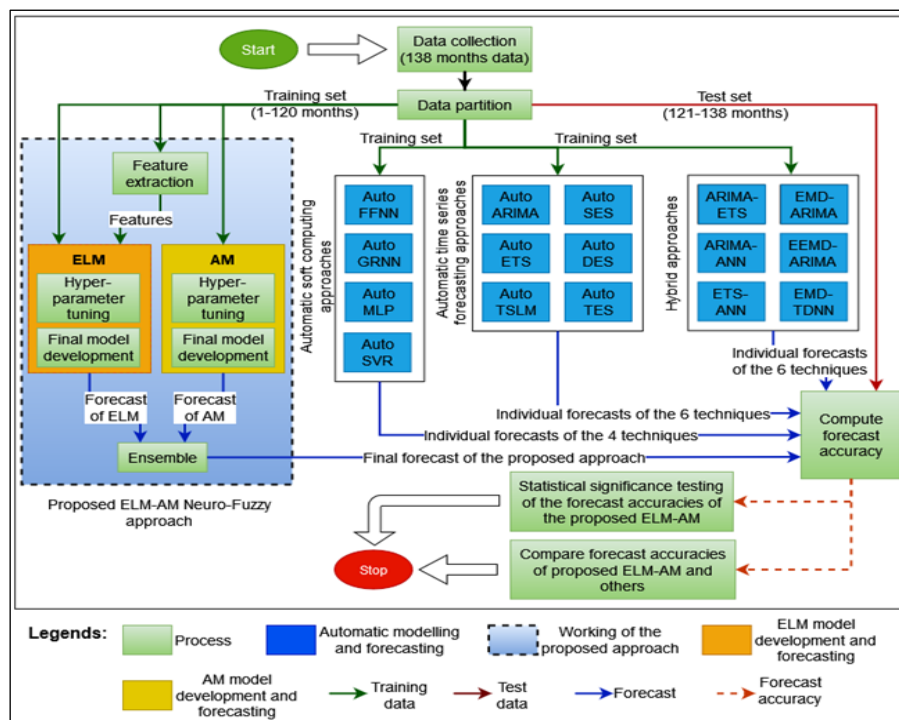 Start
Data collection
(138 months data)
Training set
(1-120 months)
Data partition
Test set
(121-138 months)
Training set
Training set
Feature
extraction
Features
ELM
Hyper-
parameter
tuning
Final model
development
AM
Hyper-
parameter
tuning
Final model
development
Forecast
of ELM
Forecast
of AM
Ensemble
Proposed ELM-AM Neuro-Fuzzy
approach
Automatic soft computing
approaches
Auto
FFNN
Auto
GRNN
Auto
MLP
Auto
SVR
Automatic time series
forecasting approaches
Auto
ARIMA
Auto
SES
Auto
ETS
Auto
DES
Auto
TSLM
Auto
TES
Hybrid approaches
ARIMA-
ETS
EMD-
ARIMA
ARIMA-
ANN
EEMD-
ARIMA
ETS-
ANN
EMD-
TDNN
Individual forecasts
of the 6 techniques
Individual forecasts of the 6 techniques
Individual forecasts of the 4 techniques
Final forecast of the proposed approach
Compute
forecast
accuracy
Statistical significance testing
of the forecast accuracies of
the proposed ELM-AM
Compare forecast accuracies
of proposed ELM-AM and
others
Stop
Legends:
Process
Automatic modelling
and forecasting
Working of the
proposed approach
ELM model
development and
forecasting
AM model
development and
forecasting
Training
data
Test
data
Forecast
Forecast
accuracy